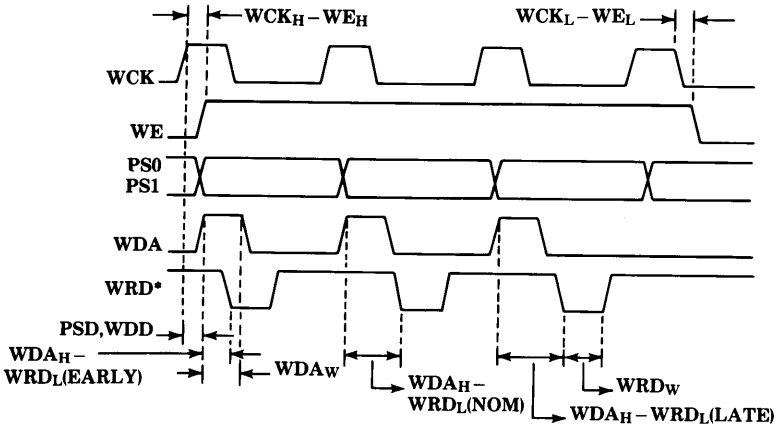 WCKH–WEH
WCKL–WEL
WCK
WE
PS0
PS1
WDA
WRD*
PSD, WDD
WDAH–
WRDL(EARLY)
WDAW
WDAH–
WRDL(NOM)
WRDW
WDAH–WRDL(LATE)